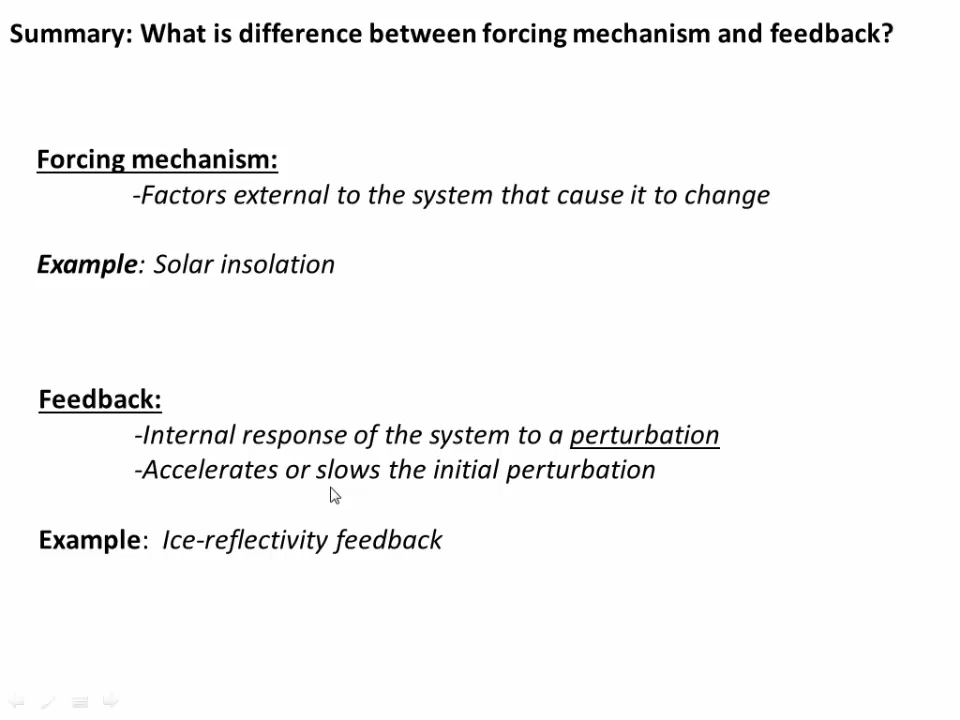 Summary: What is difference between forcing mechanism and feedback?
Forcing mechanism:
-Factors external to the system that cause it to change
Example: Solar insolation
Feedback:
-Internal response of the system to a perturbation
-Accelerates or slows the initial perturbation
Example: Ice-reflectivity feedback